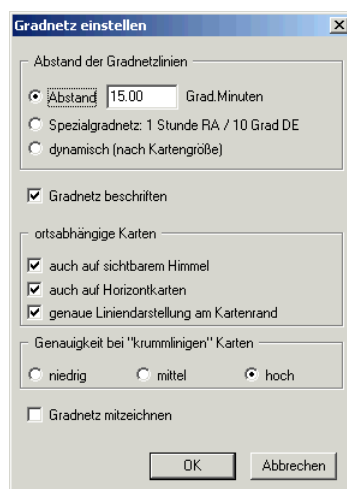 Gradnetz einstellen
Abstand der Gradnetzlinien
Abstand 15.00 Grad.Minuten
Spezialgradnetz: 1 Stunde RA / 10 Grad DE
dynamisch (nach Kartengröße)
Gradnetz beschriften
ortsabhängige Karten
auch auf sichtbarem Himmel
auch auf Horizontkarten
genaue Liniendarstellung am Kartenrand
Genauigkeit bei "krummlinigen" Karten
niedrig mittel hoch
Gradnetz mitzeichnen
OK Abbrechen